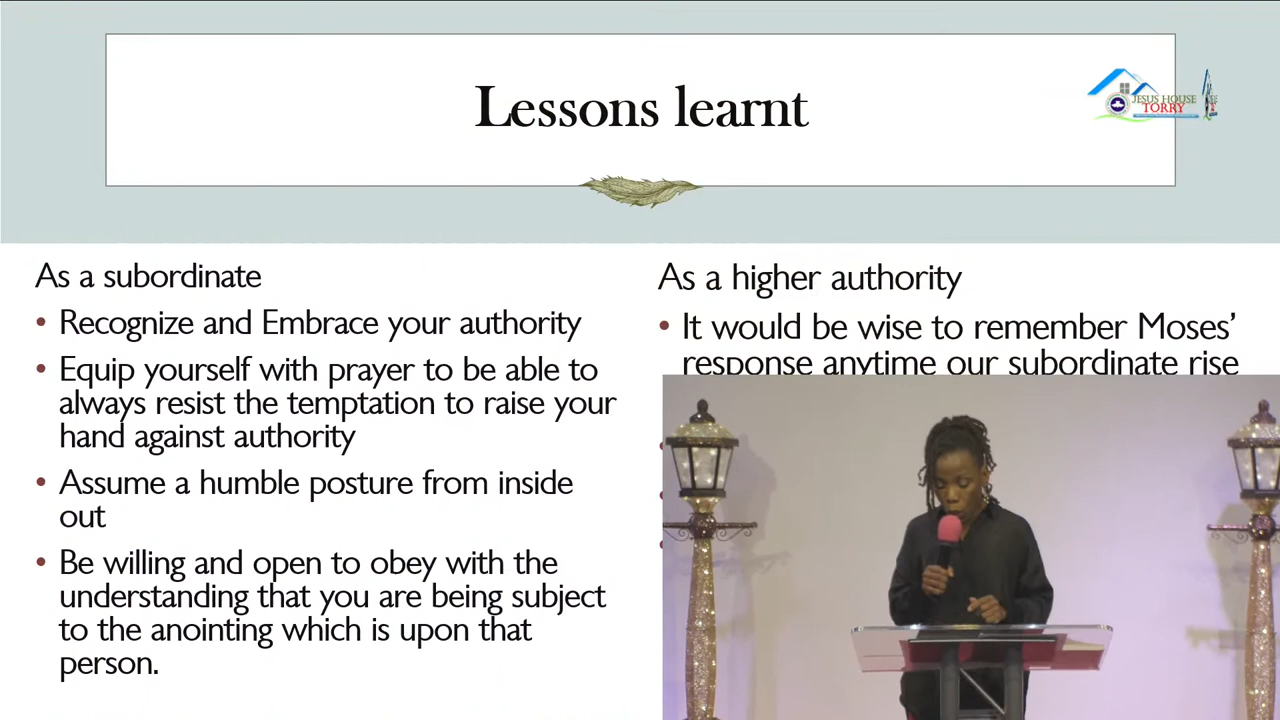 Lessons learnt
JESUS HOUSE
TORRY
As a subordinate
• Recognize and Embrace your authority
• Equip yourself with prayer to be able to
always resist the temptation to raise your
hand against authority
• Assume a humble posture from inside
out
• Be willing and open to obey with the
understanding that you are being subject
to the anointing which is upon that
person.
As a higher authority
• It would be wise to remember Moses’
response anytime our subordinate rise